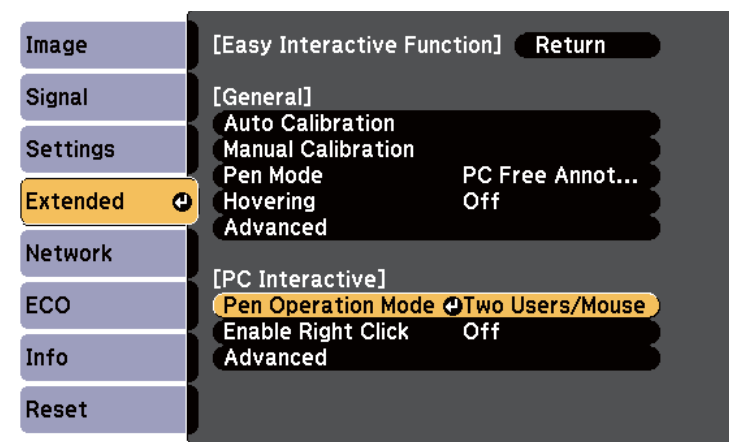 Image
Signal
Settings
Extended
Network
ECO
Info
Reset
[Easy Interactive Function] Return
[General]
Auto Calibration
Manual Calibration
Pen Mode PC Free Annot...
Hovering Off
Advanced
[PC Interactive]
Pen Operation Mode Two Users/Mouse
Enable Right Click Off
Advanced